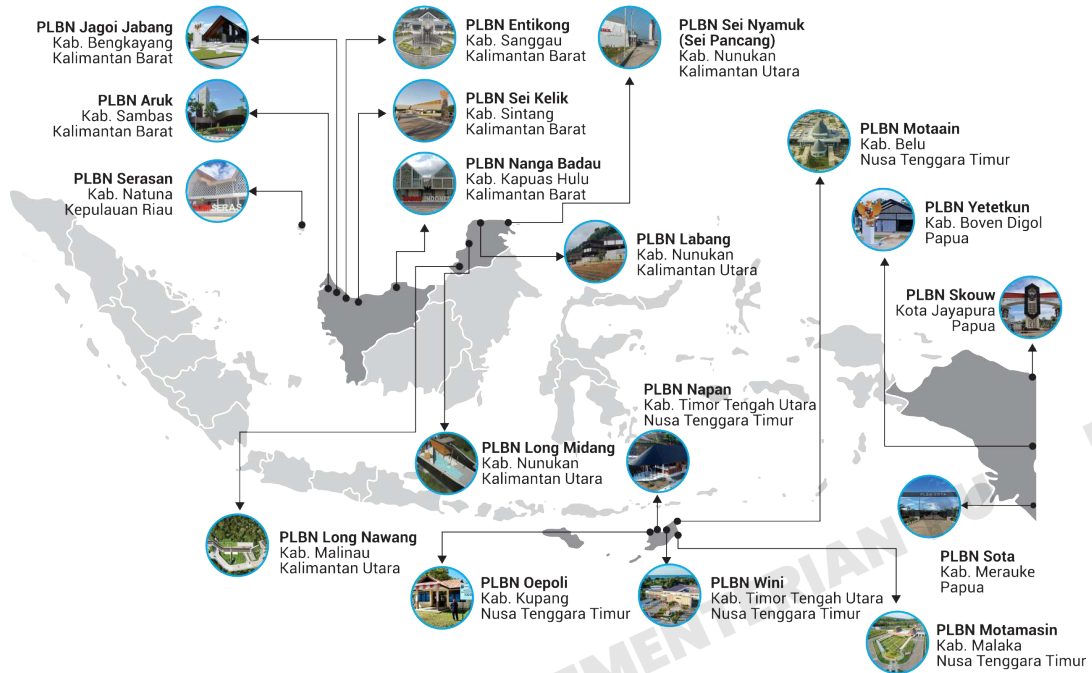 PLBN Jagoi Jabang
Kab. Bengkayang
Kalimantan Barat
PLBN Entikong
Kab. Sanggau
Kalimantan Barat
PLBN Sei Nyamuk
(Sei Pancang)
Kab. Nunukan
Kalimantan Utara
PLBN Aruk
Kab. Sambas
Kalimantan Barat
PLBN Sei Kelik
Kab. Sintang
Kalimantan Barat
PLBN Motaain
Kab. Belu
Nusa Tenggara Timur
PLBN Serasan
Kab. Natuna
Kepulauan Riau
PLBN Nanga Badau
Kab. Kapuas Hulu
Kalimantan Barat
PLBN Yetetkun
Kab. Boven Digol
Papua
PLBN Labang
Kab. Nunukan
Kalimantan Utara
PLBN Skouw
Kota Jayapura
Papua
PLBN Napan
Kab. Timor Tengah Utara
Nusa Tenggara Timur
PLBN Long Midang
Kab. Nunukan
Kalimantan Utara
PLBN Long Nawang
Kab. Malinau
Kalimantan Utara
PLBN Sota
Kab. Merauke
Papua
PLBN Oepoli
Kab. Kupang
Nusa Tenggara Timur
PLBN Wini
Kab. Timor Tengah Utara
Nusa Tenggara Timur
PLBN Motamasin
Kab. Malaka
Nusa Tenggara Timur